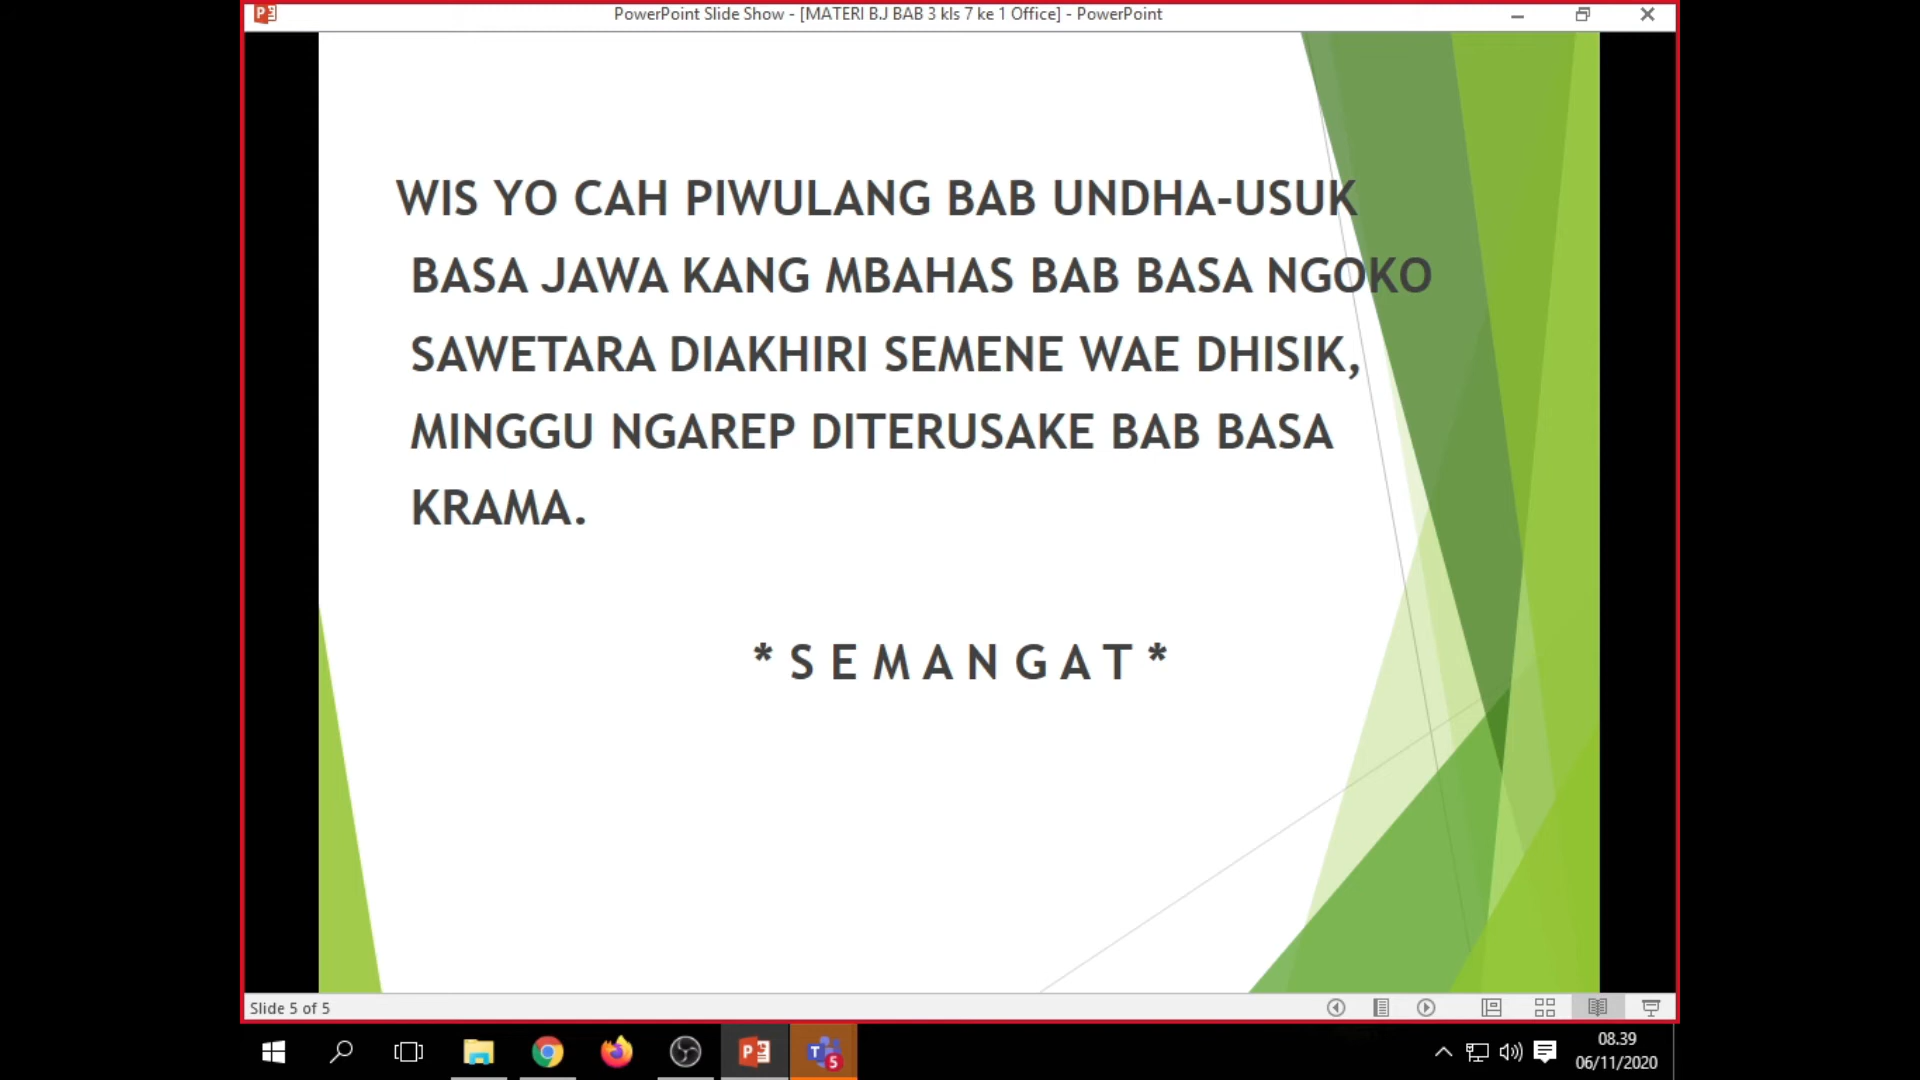 PowerPoint Slide Show - [MATERI B.J BAB 3 kls 7 ke 1 Office] - PowerPoint
WIS YO CAH PIWULANG BAB UNDHA-USUK
BASA JAWA KANG MBAHAS BAB BASA NGOKO
SAWETARA DIAKHIRI SEMENE WAE DHISIK,
MINGGU NGAREP DITERUSAKE BAB BASA
KRAMA.
* S E M A N G A T *
Slide 5 of 5
08.39
06/11/2020
5